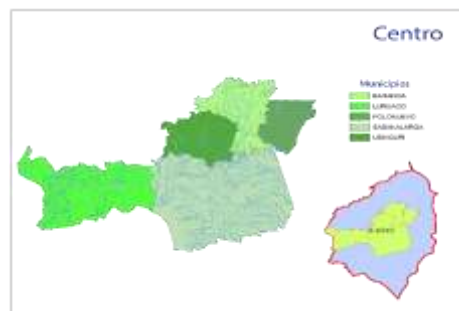 Centro
Municipios
BARANOA
LURUACO
POLONUEVO
SABANALARGA
USIACURI